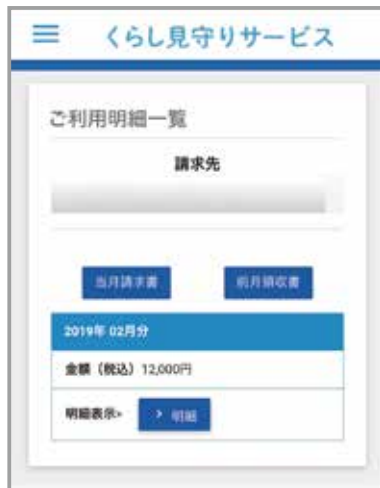 くらし見守りサービス
ご利用明細一覧
請求先
当月請求書 前月領収書
2019年 02月分
金額（税込）12,000円
明細表示> > 明細